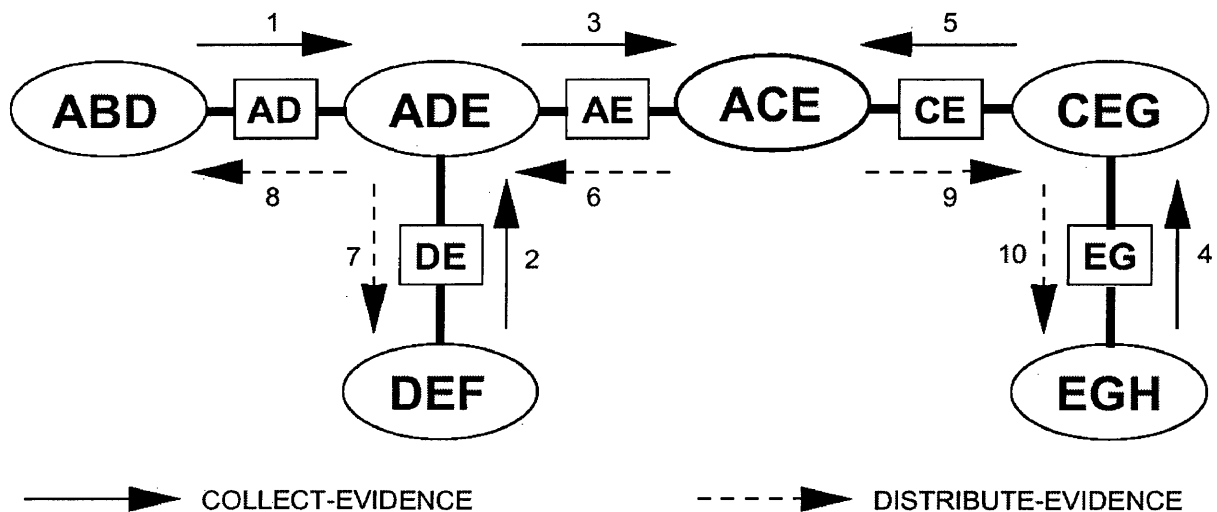 1 3 5
ABD AD ADE AE ACE CE CEG
8 6 9
7 DE 2 10 EG 4
DEF EGH
COLLECT-EVIDENCE DISTRIBUTE-EVIDENCE